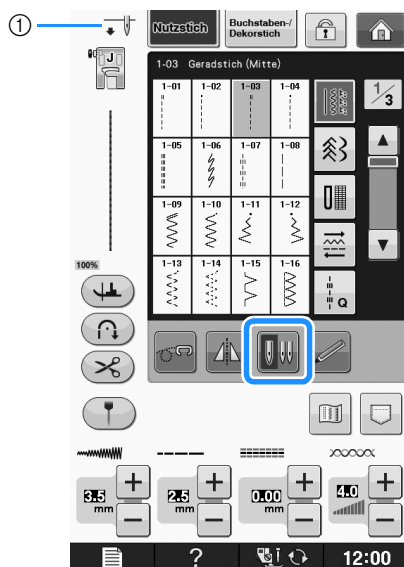 ①
Nutzstich
Buchstaben-/
Dekorstich
J
1-03 Geradstich (Mitte)
1/3
1-01 1-02 1-03 1-04
1-05 1-06 1-07 1-08
1-09 1-10 1-11 1-12
1-13 1-14 1-15 1-16
Q
100%
3.5 mm
2.5 mm
0.00 mm
4.0
?
12:00